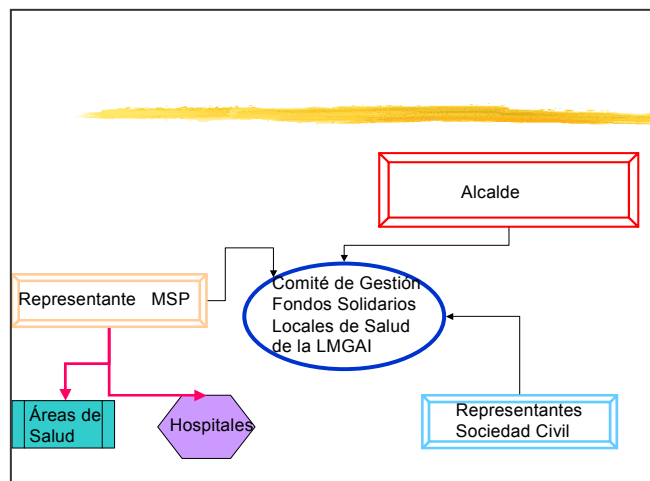 Alcalde
Comité de Gestión
Fondos Solidarios
Locales de Salud
de la LMGAI
Representante MSP
Áreas de
Salud
Hospitales
Representantes
Sociedad Civil